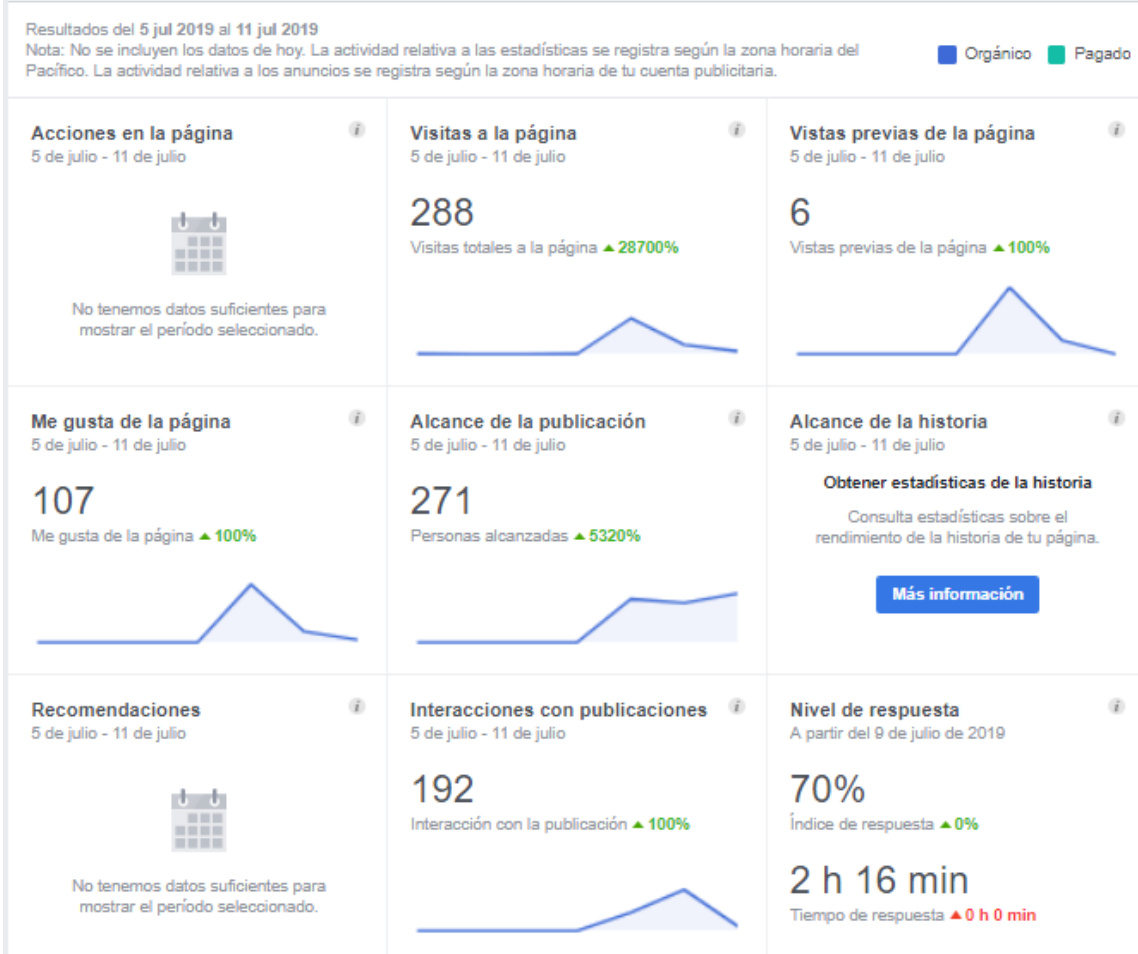 Resultados del 5 jul 2019 al 11 jul 2019
Nota: No se incluyen los datos de hoy. La actividad relativa a las estadísticas se registra según la zona horaria del
Pacífico. La actividad relativa a los anuncios se registra según la zona horaria de tu cuenta publicitaria.
Orgánico Pagado
Acciones en la página
5 de julio - 11 de julio
No tenemos datos suficientes para
mostrar el período seleccionado.
Visitas a la página
5 de julio - 11 de julio
288
Visitas totales a la página ▲ 28700%
Vistas previas de la página
5 de julio - 11 de julio
6
Vistas previas de la página ▲ 100%
Me gusta de la página
5 de julio - 11 de julio
107
Me gusta de la página ▲ 100%
Alcance de la publicación
5 de julio - 11 de julio
271
Personas alcanzadas ▲ 5320%
Alcance de la historia
5 de julio - 11 de julio
Obtener estadísticas de la historia
Consulta estadísticas sobre el
rendimiento de la historia de tu página.
Más información
Recomendaciones
5 de julio - 11 de julio
No tenemos datos suficientes para
mostrar el período seleccionado.
Interacciones con publicaciones
5 de julio - 11 de julio
192
Interacción con la publicación ▲ 100%
Nivel de respuesta
A partir del 9 de julio de 2019
70%
Índice de respuesta ▲ 0%
2 h 16 min
Tiempo de respuesta ▲ 0 h 0 min